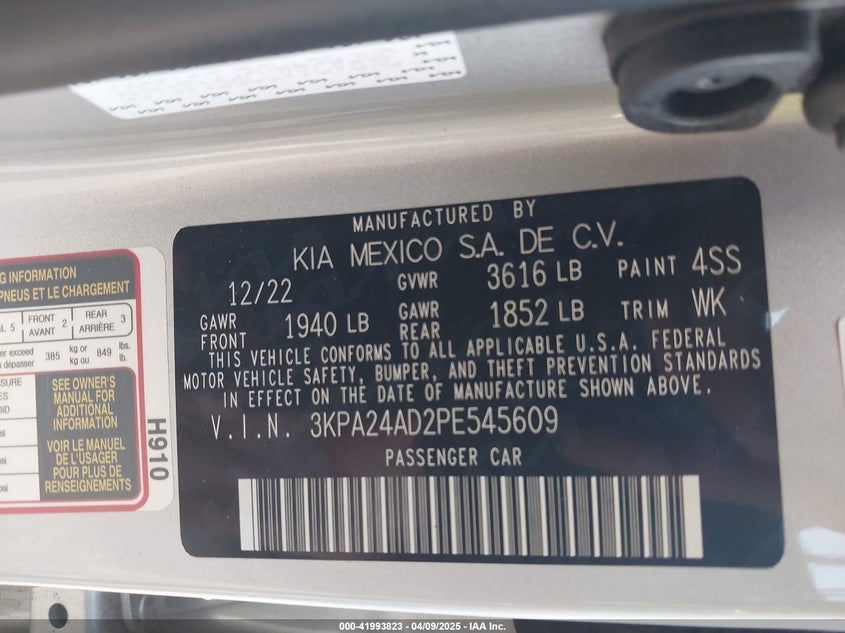 MANUFACTURED BY
KIA MEXICO S.A. DE C.V.
12/22 GVWR 3616 LB PAINT 4SS
GAWR FRONT 1940 LB GAWR REAR 1852 LB TRIM WK
THIS VEHICLE CONFORMS TO ALL APPLICABLE U.S.A. FEDERAL
MOTOR VEHICLE SAFETY, BUMPER, AND THEFT PREVENTION STANDARDS
IN EFFECT ON THE DATE OF MANUFACTURE SHOWN ABOVE.
V.I.N. 3KPA24AD2PE545609
PASSENGER CAR
INFORMATION
PNEUS ET LE CHARGEMENT
5 FRONT AVANT 2 REAR ARRIÈRE 3
exceed
dépasser 385 kg or kg ou 849 lbs. lb.
SEE OWNER'S
MANUAL FOR
ADDITIONAL
INFORMATION
VOIR LE MANUEL
DE L'USAGER
POUR PLUS DE
RENSEIGNEMENTS
H910
000-41993823 - 04/09/2025 - IAA Inc.